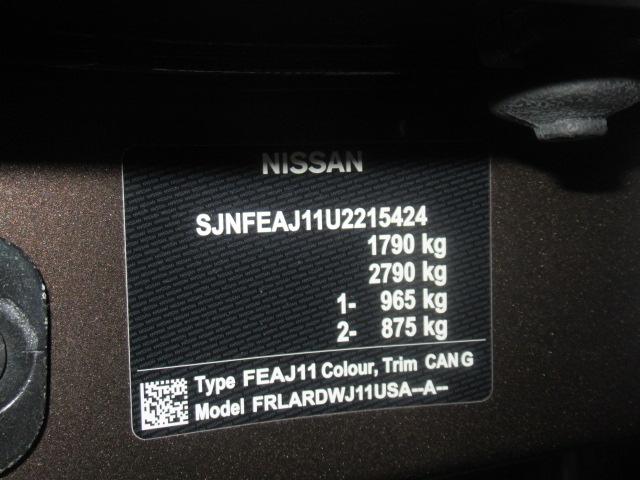 NISSAN
SJNFEAJ11U2215424
1790 kg
2790 kg
1- 965 kg
2- 875 kg
Type FEAJ11 Colour, Trim CAN G
Model FRLARDWJ11USA--A--